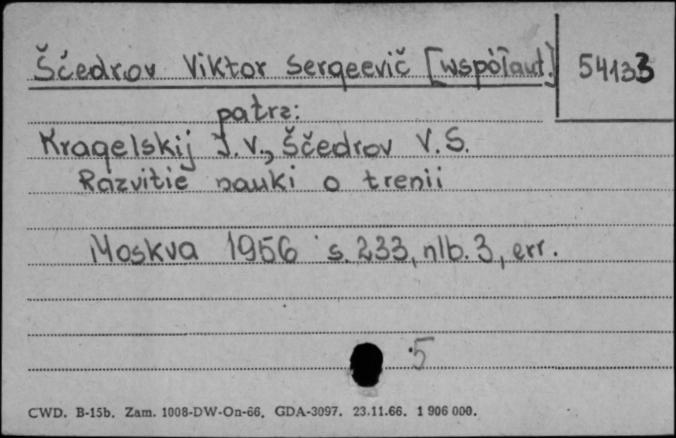 Ščedrov Viktor Sergeevič [współaut.] 54133
patrz:
Kragelskij I.V., Ščedrov V.S.
Razvitie nauki o trenii
Moskva 1956 s. 233, nlb. 3, err.
5
CWD. B-15b. Zam. 1008-DW-On-66. GDA-3097. 23.11.66. 1 906 000.